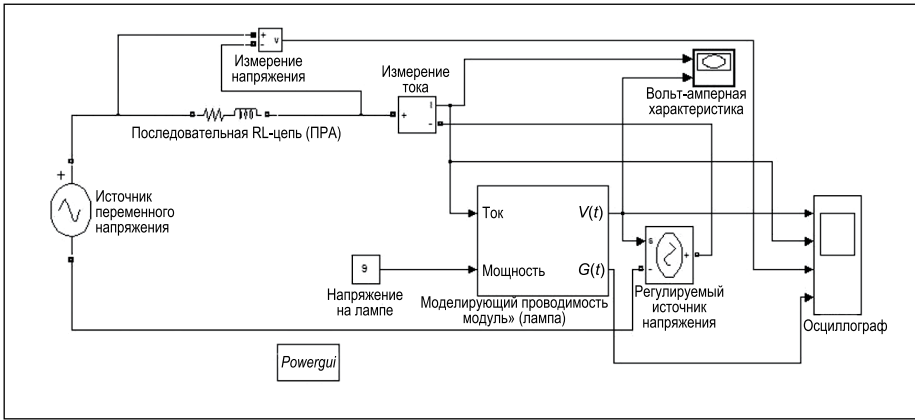 +
-
v
Измерение
напряжения
Измерение
тока
+
I
-
Вольт-амперная
характеристика
Последовательная RL-цепь (ПРА)
+
Источник
переменного
напряжения
Ток
V(t)
Мощность
G(t)
9
Напряжение
на лампе
Моделирующий проводимость
модуль» (лампа)
s
-
+
Регулируемый
источник
напряжения
Осциллограф
Powergui